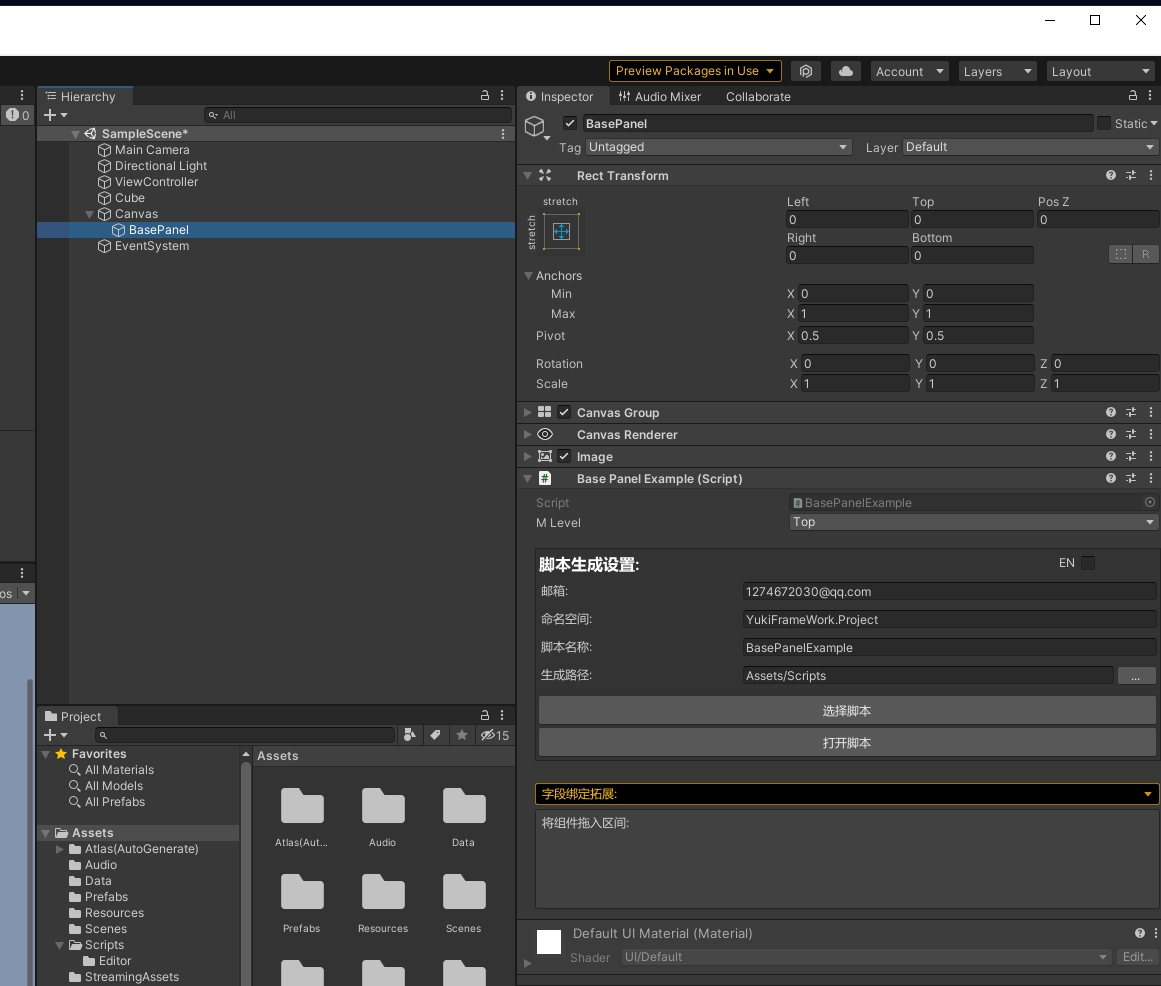 Preview Packages in Use
Account
Layers
Layout
Hierarchy
Inspector
Audio Mixer
Collaborate
0
All
BasePanel
Static
SampleScene*
Tag
Untagged
Layer
Default
Main Camera
Directional Light
ViewController
Cube
Canvas
BasePanel
EventSystem
Rect Transform
stretch
stretch
Left
Top
Pos Z
0
0
0
Right
Bottom
0
0
R
Anchors
Min
X 0
Y 0
Max
X 1
Y 1
Pivot
X 0.5
Y 0.5
Rotation
X 0
Y 0
Z 0
Scale
X 1
Y 1
Z 1
Canvas Group
Canvas Renderer
Image
Base Panel Example (Script)
Script
BasePanelExample
M Level
Top
脚本生成设置:
EN
邮箱:
1274672030@qq.com
命名空间:
YukiFrameWork.Project
脚本名称:
BasePanelExample
生成路径:
Assets/Scripts
...
选择脚本
打开脚本
字段绑定拓展:
将组件拖入区间:
Default UI Material (Material)
Shader
UI/Default
Edit...
os
Project
15
Favorites
All Materials
All Models
All Prefabs
Assets
Atlas(AutoGenerate)
Audio
Data
Prefabs
Resources
Scenes
Scripts
Editor
StreamingAssets
Assets
Atlas(Aut...
Audio
Data
Prefabs
Resources
Scenes